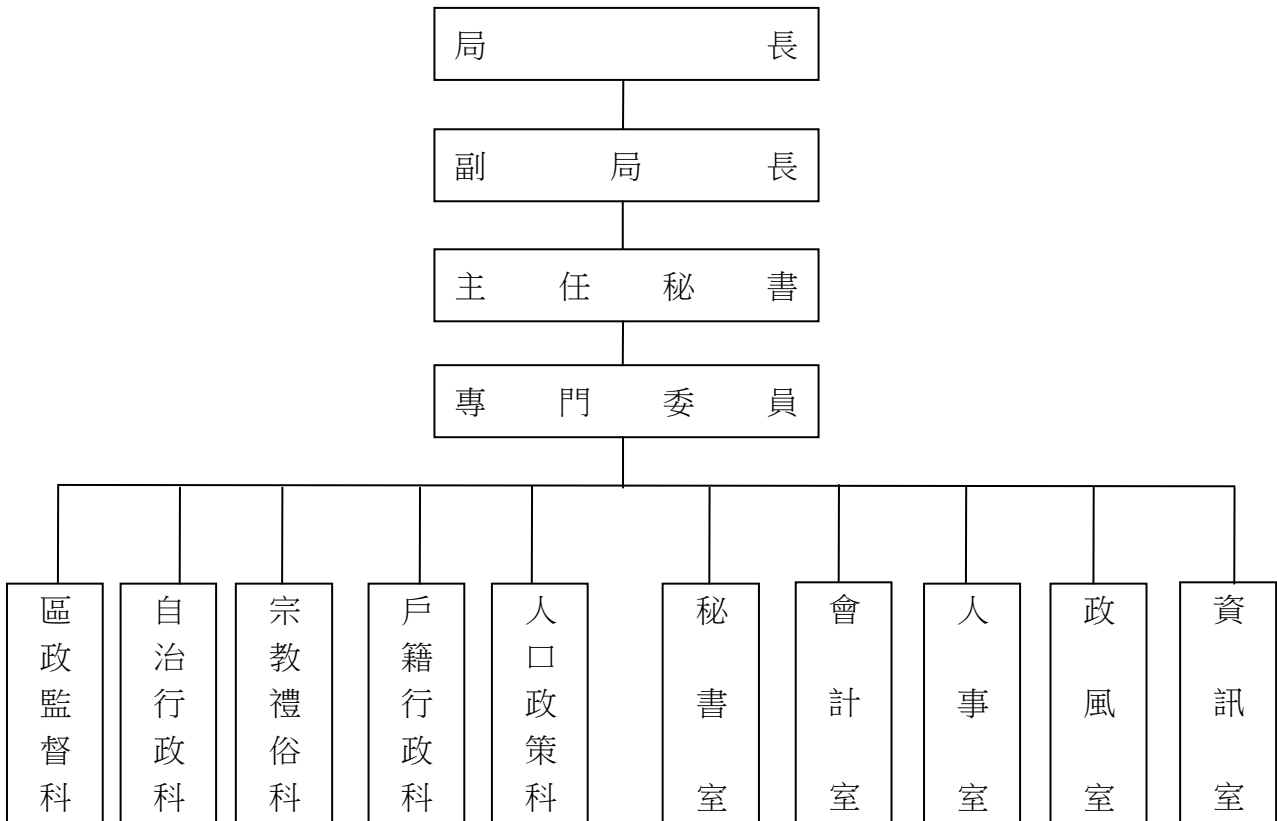 局長
副局長
主任秘書
專門委員
區政監督科
自治行政科
宗教禮俗科
戶籍行政科
人口政策科
秘書室
會計室
人事室
政風室
資訊室